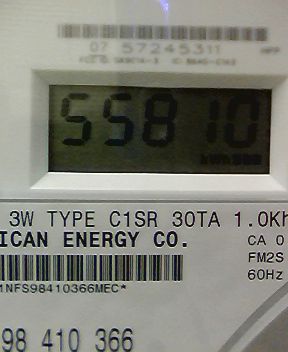 07 57245311
55810
3W TYPE C1SR 30TA 1.0Kh
ICAN ENERGY CO.
CA 0
FM2S
60Hz
1NFS98410366MEC*
98 410 366